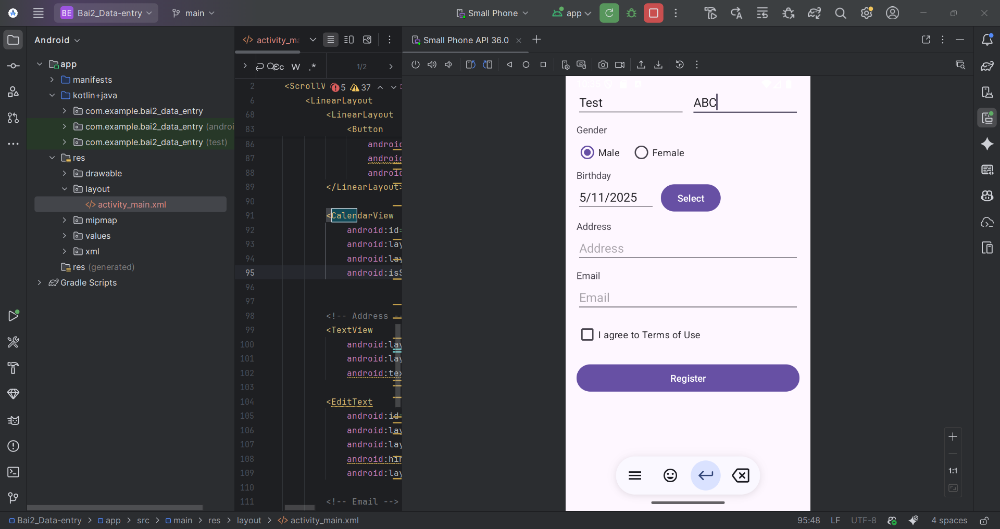 BE Bai2_Data-entry main Small Phone app
Android activity_ma Small Phone API 36.0
Cc W .* 1/2
app
manifests
kotlin+java
com.example.bai2_data_entry
com.example.bai2_data_entry (androi
com.example.bai2_data_entry (test)
res
drawable
layout
activity_main.xml
mipmap
values
xml
res (generated)
Gradle Scripts
2 <ScrollV 5 37
6 <LinearLayout
68 <LinearLayout
83 <Button
86 android
87 android
88 android
89 </LinearLayout>
90
91 <CalendarView
92 android:id=
93 android:lay
94 android:lay
95 android:isS
96
97
98 <!-- Address --
99 <TextView
100 android:lay
101 android:lay
102 android:tex
103
104 <EditText
105 android:id=
106 android:lay
107 android:lay
108 android:hin
109 android:lay
110
111 <!-- Email -->
Test ABC
Gender
Male Female
Birthday
5/11/2025 Select
Address
Address
Email
Email
I agree to Terms of Use
Register
1:1
Bai2_Data-entry > app > src > main > res > layout > activity_main.xml 95:48 LF UTF-8 4 spaces